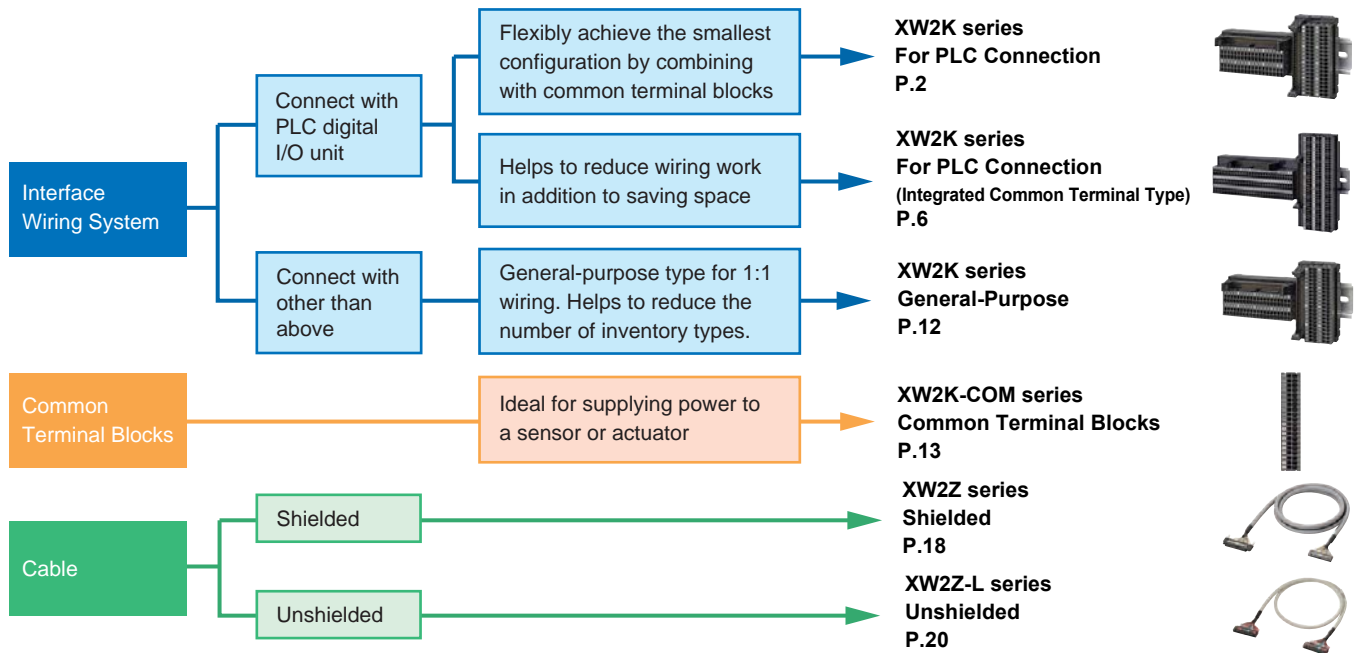 Interface
Wiring System
Connect with
PLC digital
I/O unit
Flexibly achieve the smallest
configuration by combining
with common terminal blocks
XW2K series
For PLC Connection
P.2
Helps to reduce wiring work
in addition to saving space
XW2K series
For PLC Connection
(Integrated Common Terminal Type)
P.6
Connect with
other than
above
General-purpose type for 1:1
wiring. Helps to reduce the
number of inventory types.
XW2K series
General-Purpose
P.12
Common
Terminal Blocks
Ideal for supplying power to
a sensor or actuator
XW2K-COM series
Common Terminal Blocks
P.13
Cable
Shielded
XW2Z series
Shielded
P.18
Unshielded
XW2Z-L series
Unshielded
P.20